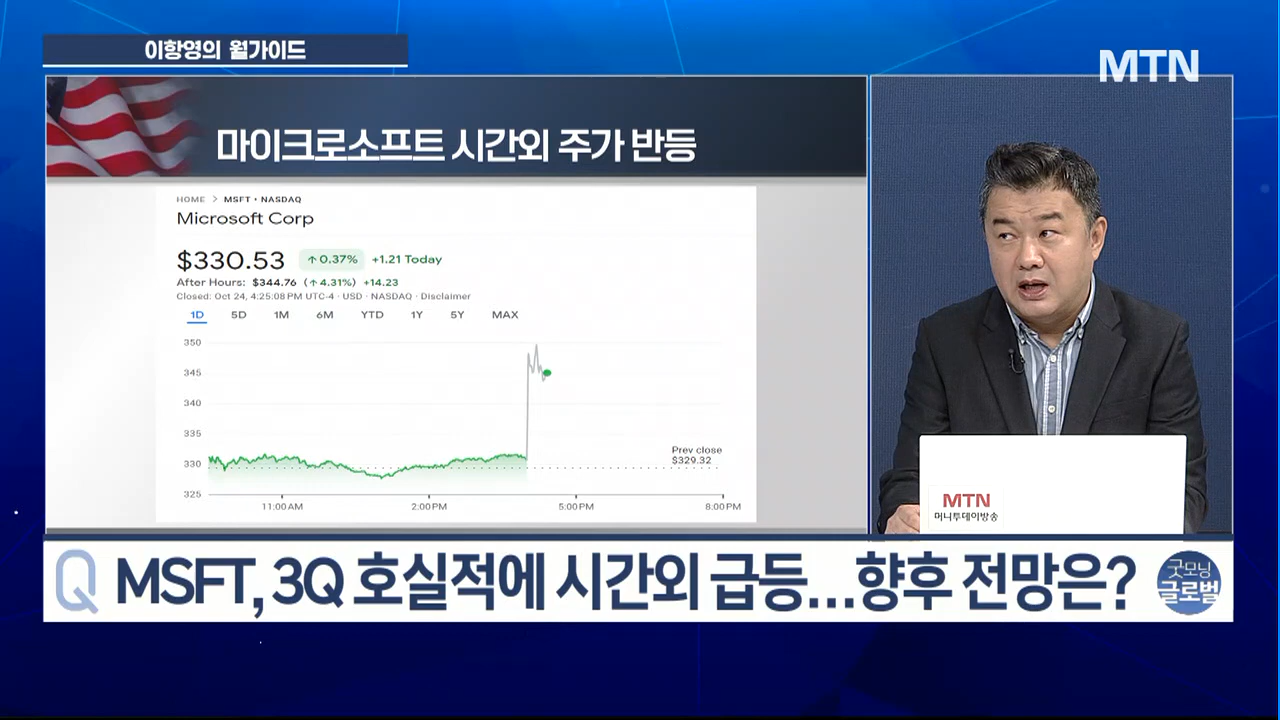 이항영의 월가이드
MTN
마이크로소프트 시간외 주가 반등
HOME > MSFT • NASDAQ
Microsoft Corp
$330.53 ↑ 0.37% +1.21 Today
After Hours: $344.76 (↑ 4.31%) +14.23
Closed: Oct 24, 4:25:08 PM UTC-4 · USD · NASDAQ · Disclaimer
1D 5D 1M 6M YTD 1Y 5Y MAX
350
345
340
335
330
325
Prev close
$329.32
11:00 AM 2:00 PM 5:00 PM 8:00 PM
MTN
머니투데이방송
Q MSFT, 3Q 호실적에 시간외 급등...향후 전망은?
굿모닝
글로벌